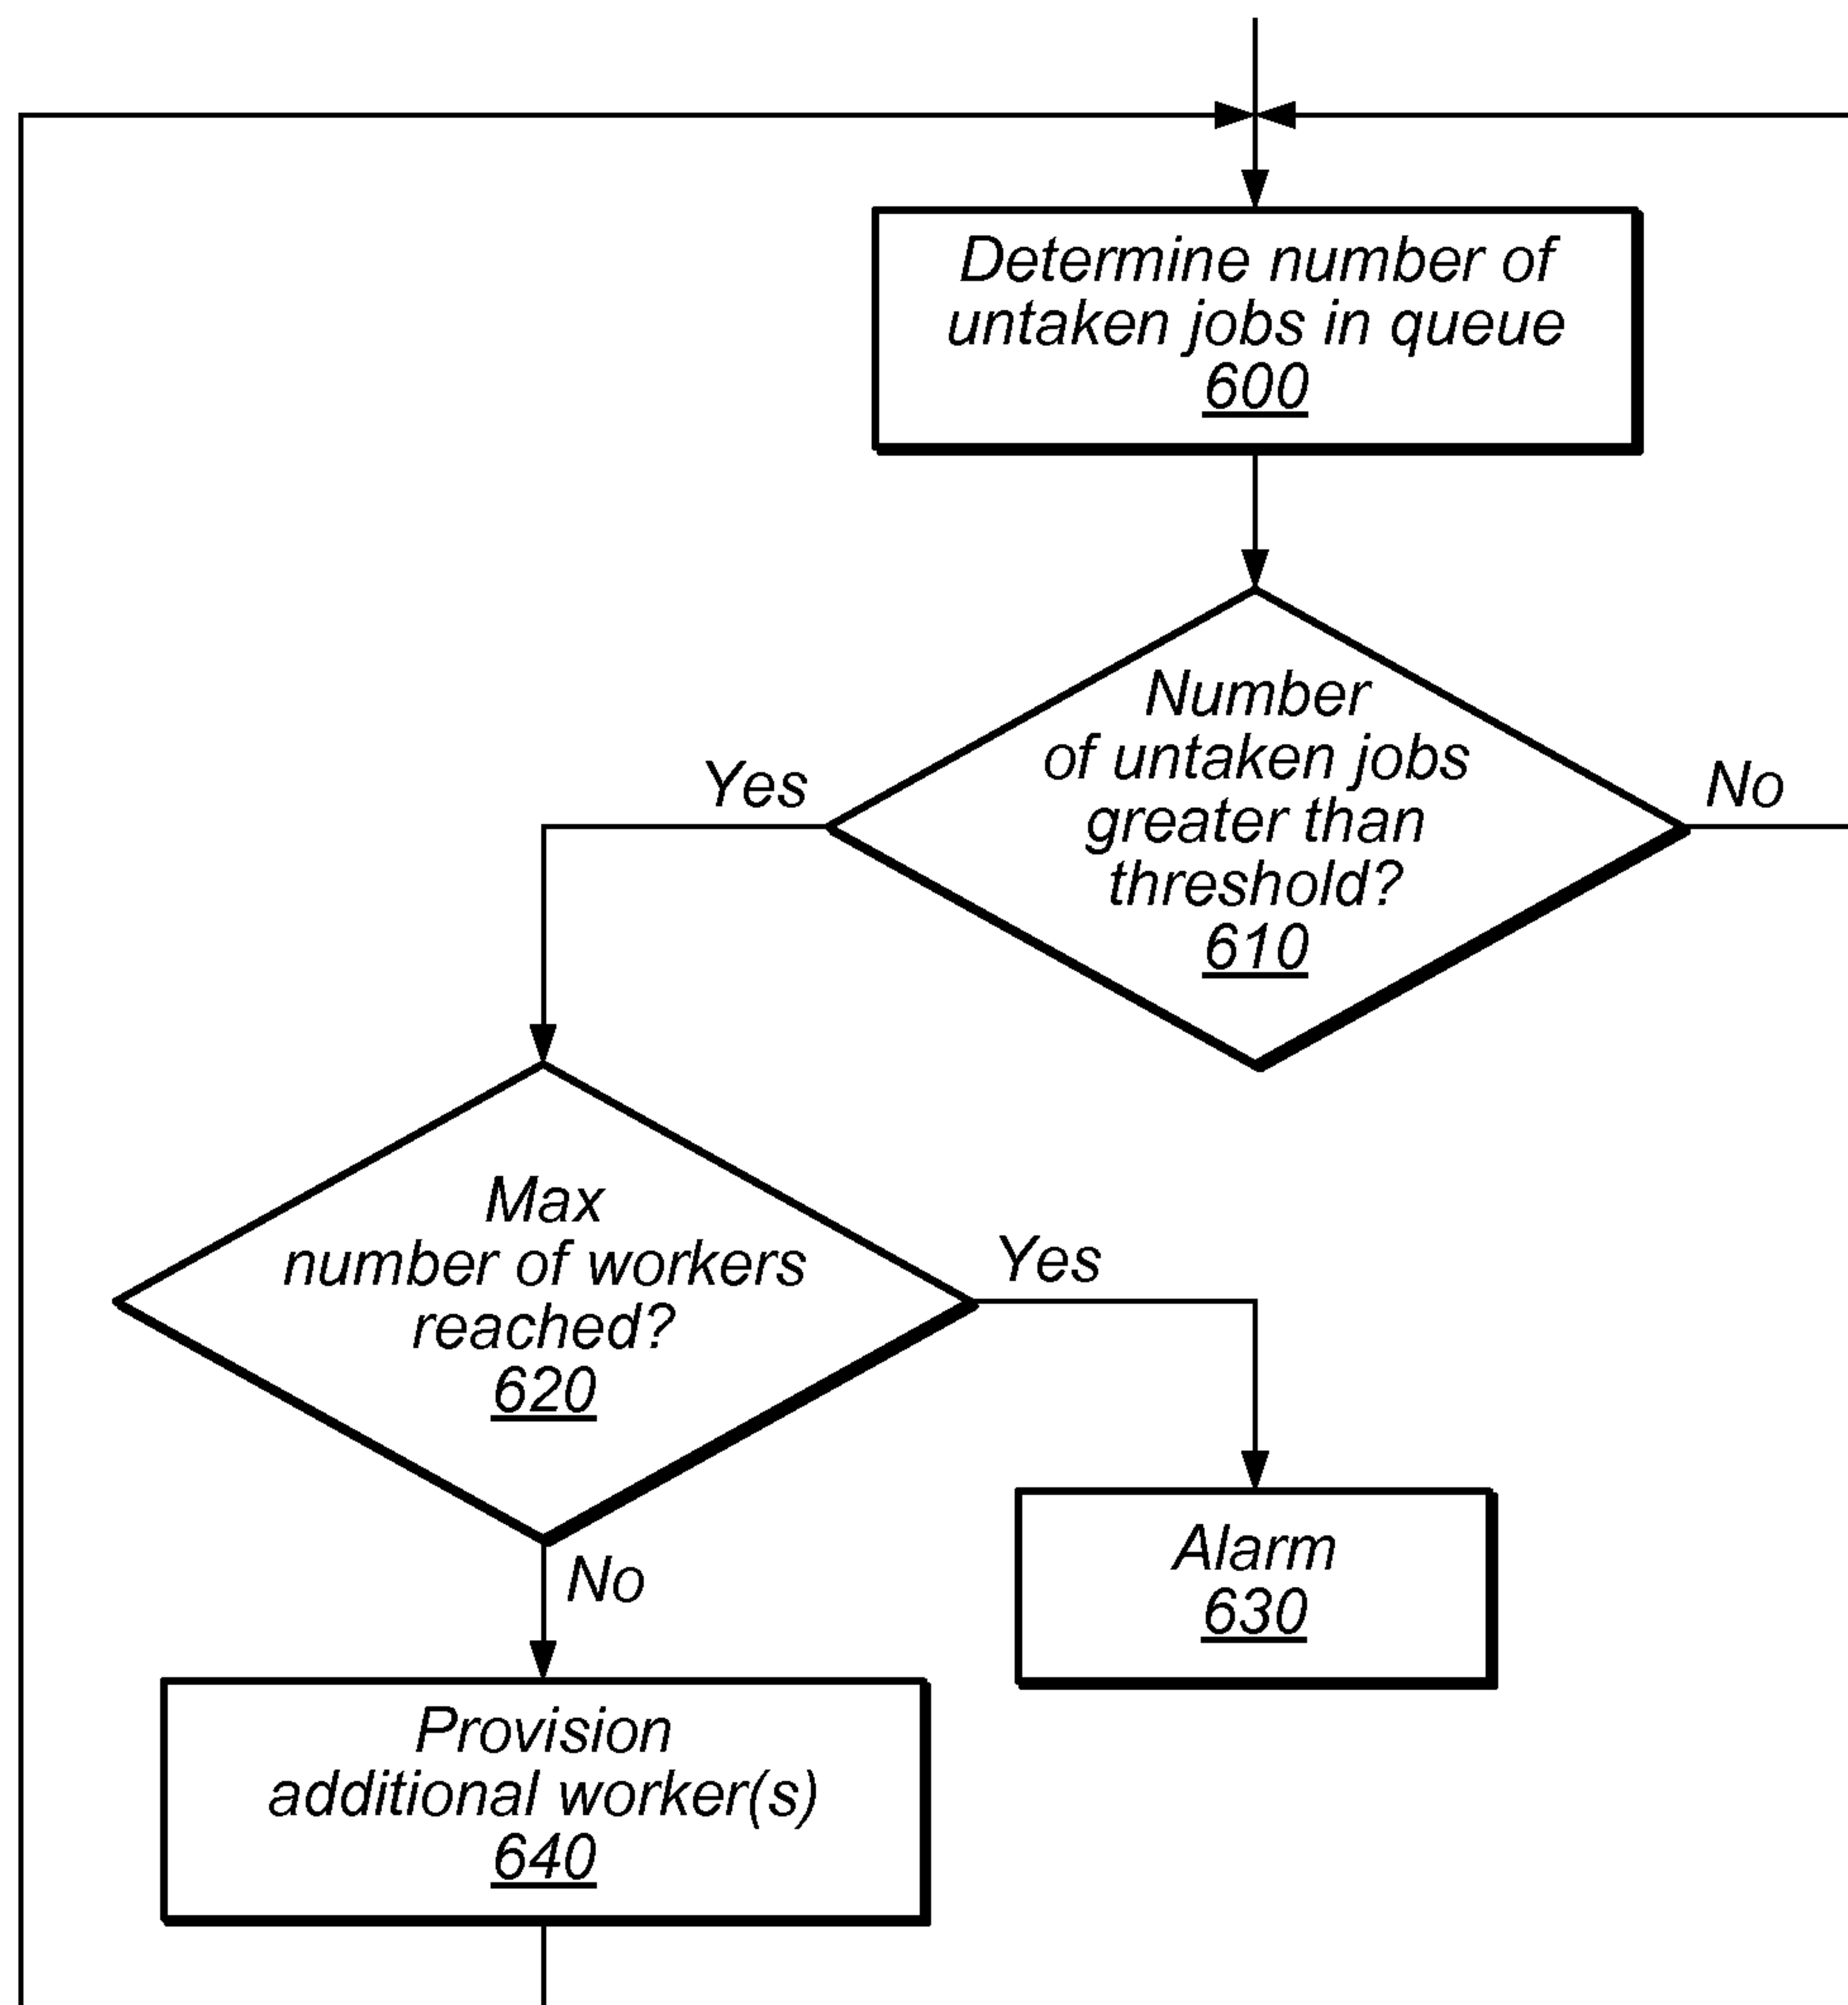 Determine number of
untaken jobs in queue
600
Number
of untaken jobs
greater than
threshold?
610
Yes
No
Max
number of workers
reached?
620
Yes
No
Alarm
630
Provision
additional worker(s)
640